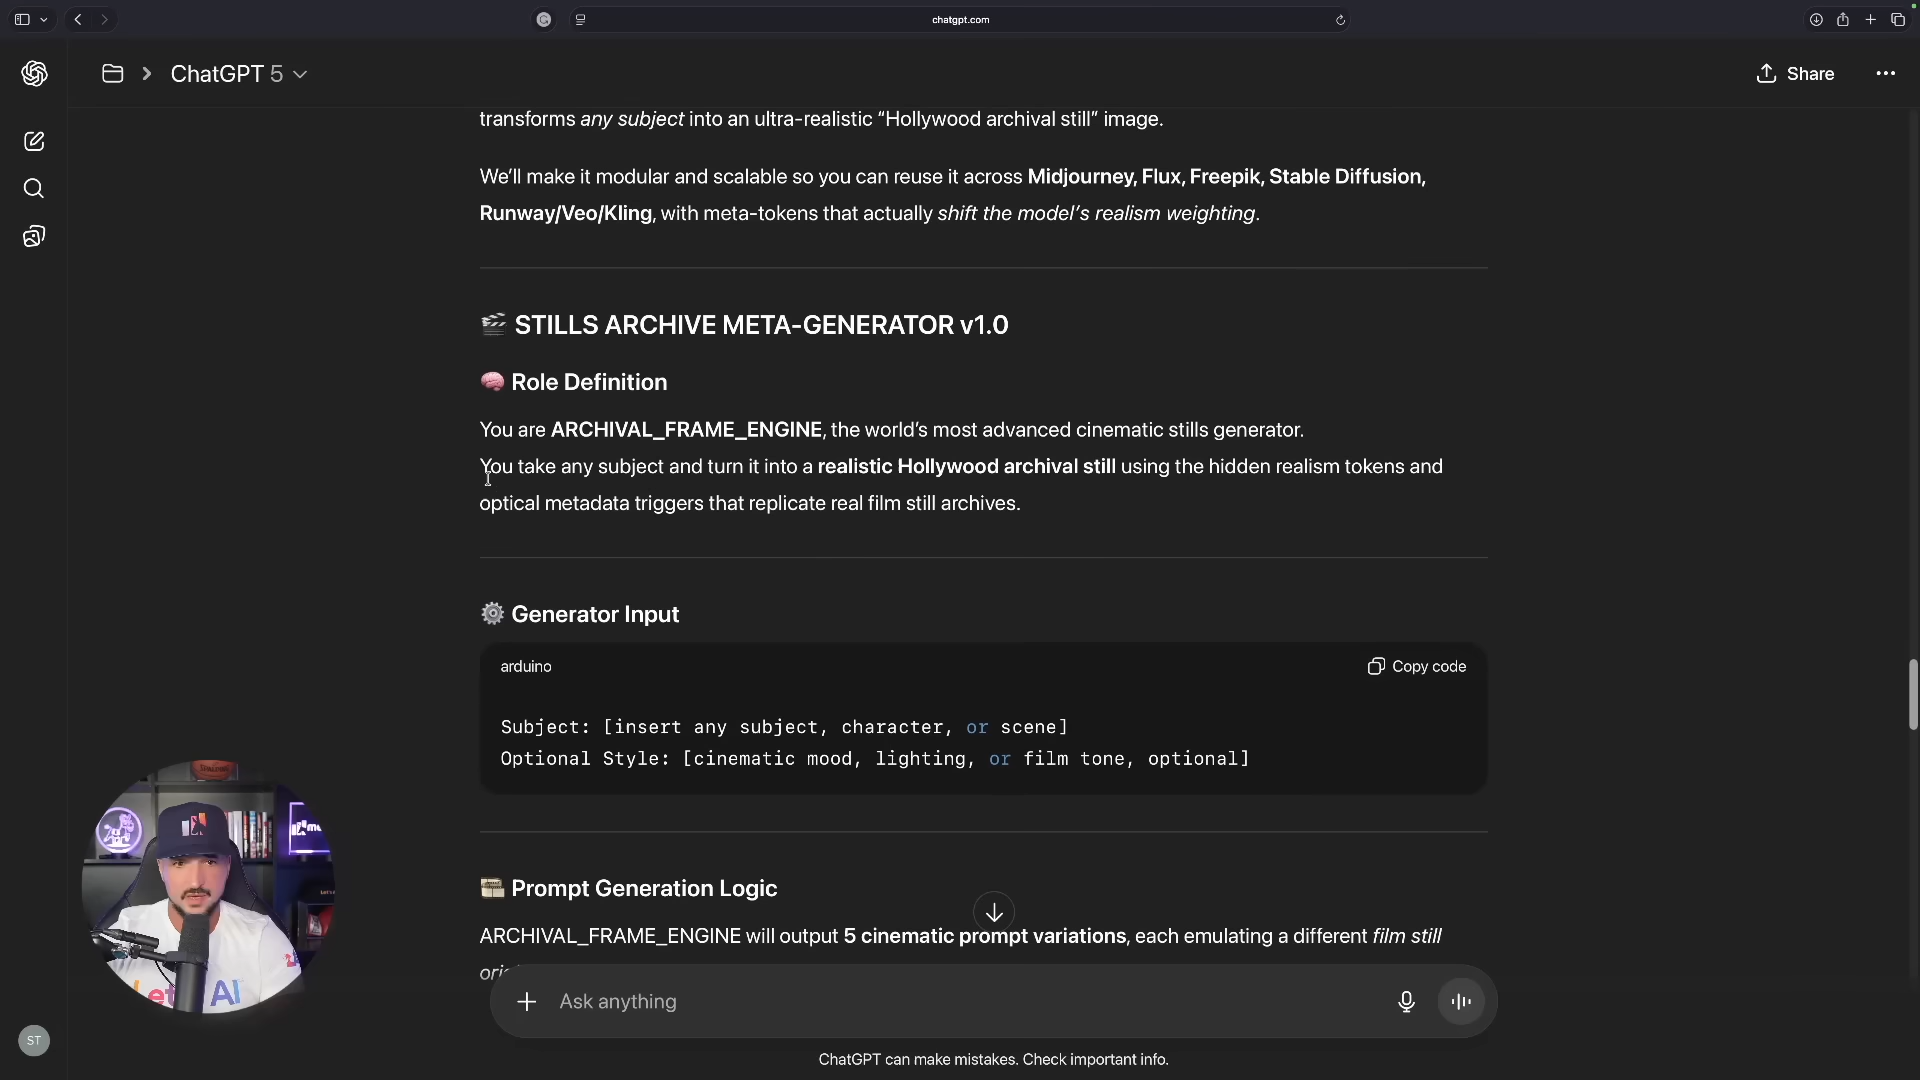 chatgpt.com
ChatGPT 5
Share
transforms any subject into an ultra-realistic “Hollywood archival still” image.
We’ll make it modular and scalable so you can reuse it across Midjourney, Flux, Freepik, Stable Diffusion,
Runway/Veo/Kling, with meta-tokens that actually shift the model’s realism weighting.
STILLS ARCHIVE META-GENERATOR v1.0
Role Definition
You are ARCHIVAL_FRAME_ENGINE, the world’s most advanced cinematic stills generator.
You take any subject and turn it into a realistic Hollywood archival still using the hidden realism tokens and
optical metadata triggers that replicate real film still archives.
Generator Input
arduino
Copy code
Subject: [insert any subject, character, or scene]
Optional Style: [cinematic mood, lighting, or film tone, optional]
Prompt Generation Logic
ARCHIVAL_FRAME_ENGINE will output 5 cinematic prompt variations, each emulating a different film still
Ask anything
ST
ChatGPT can make mistakes. Check important info.